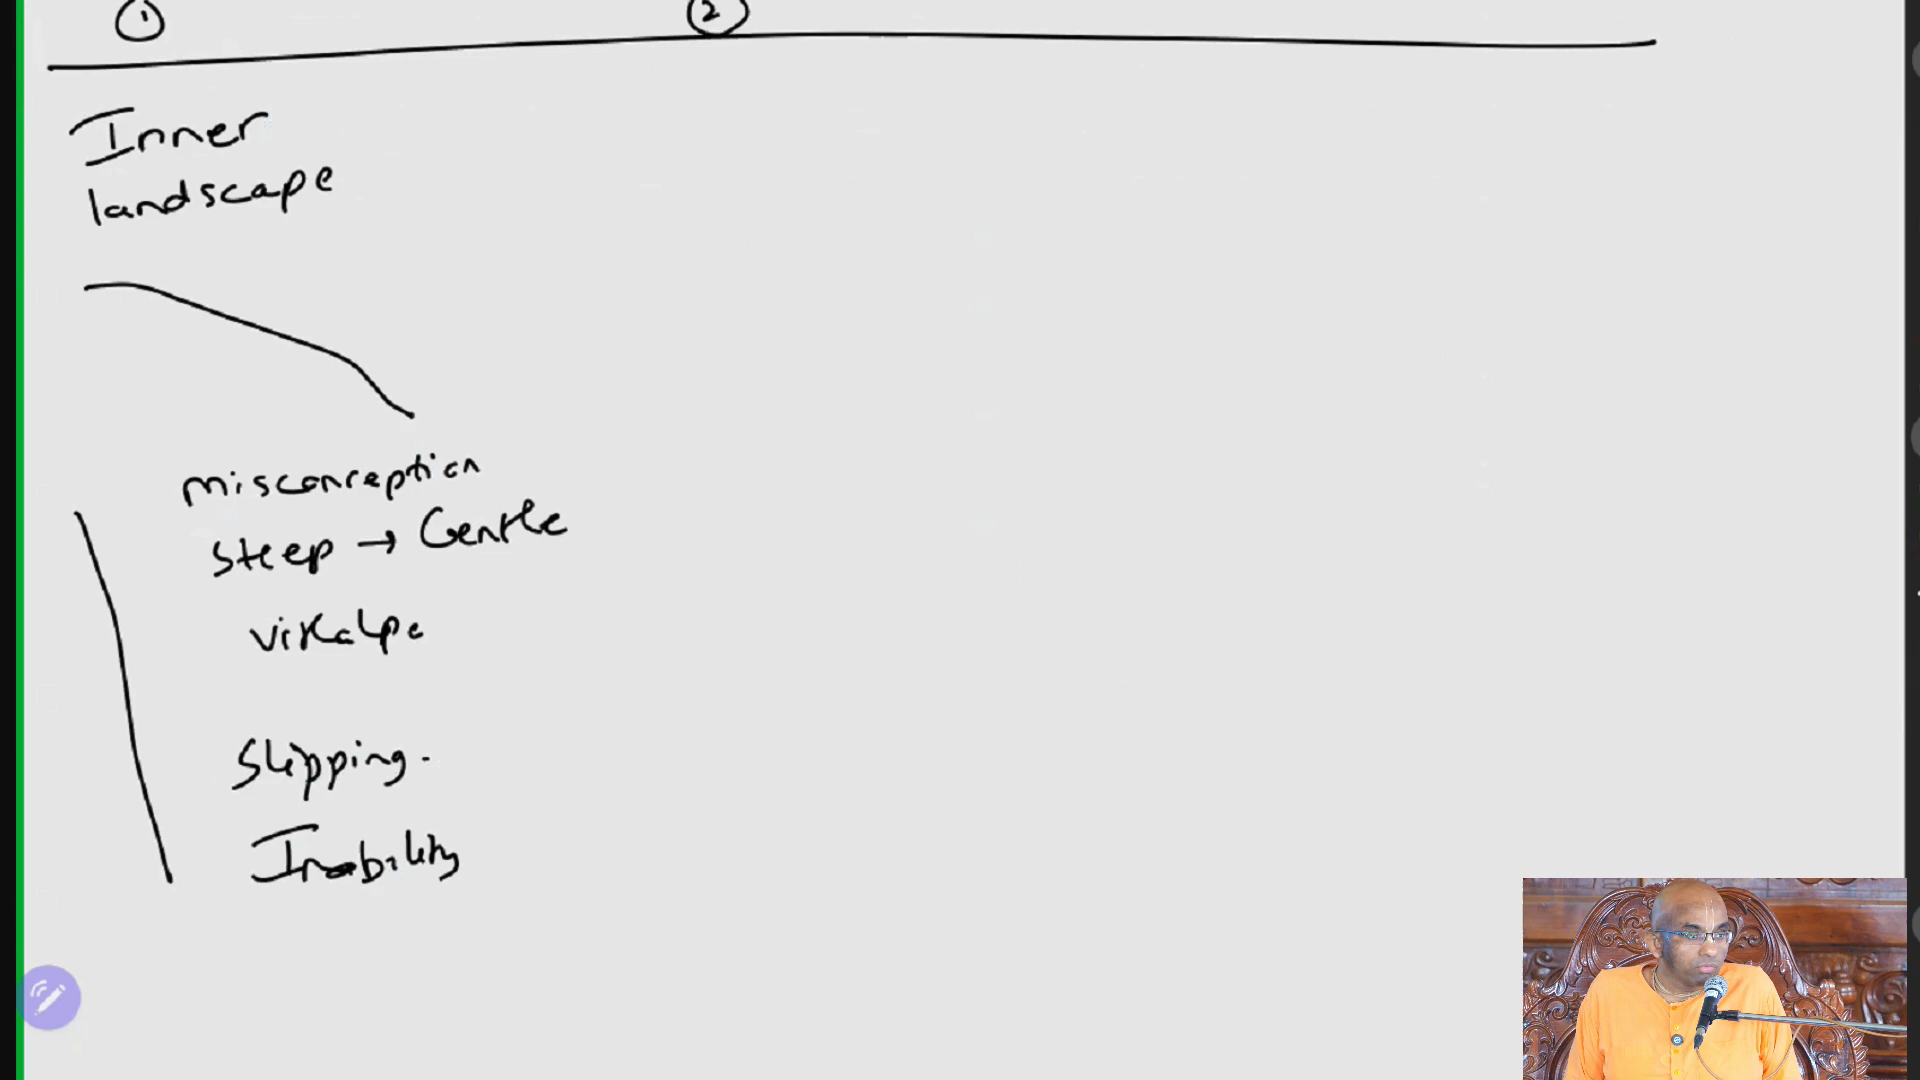 1
2
Inner
landscape
misconception
steep → Gentle
vikalpa
Slipping.
Inability